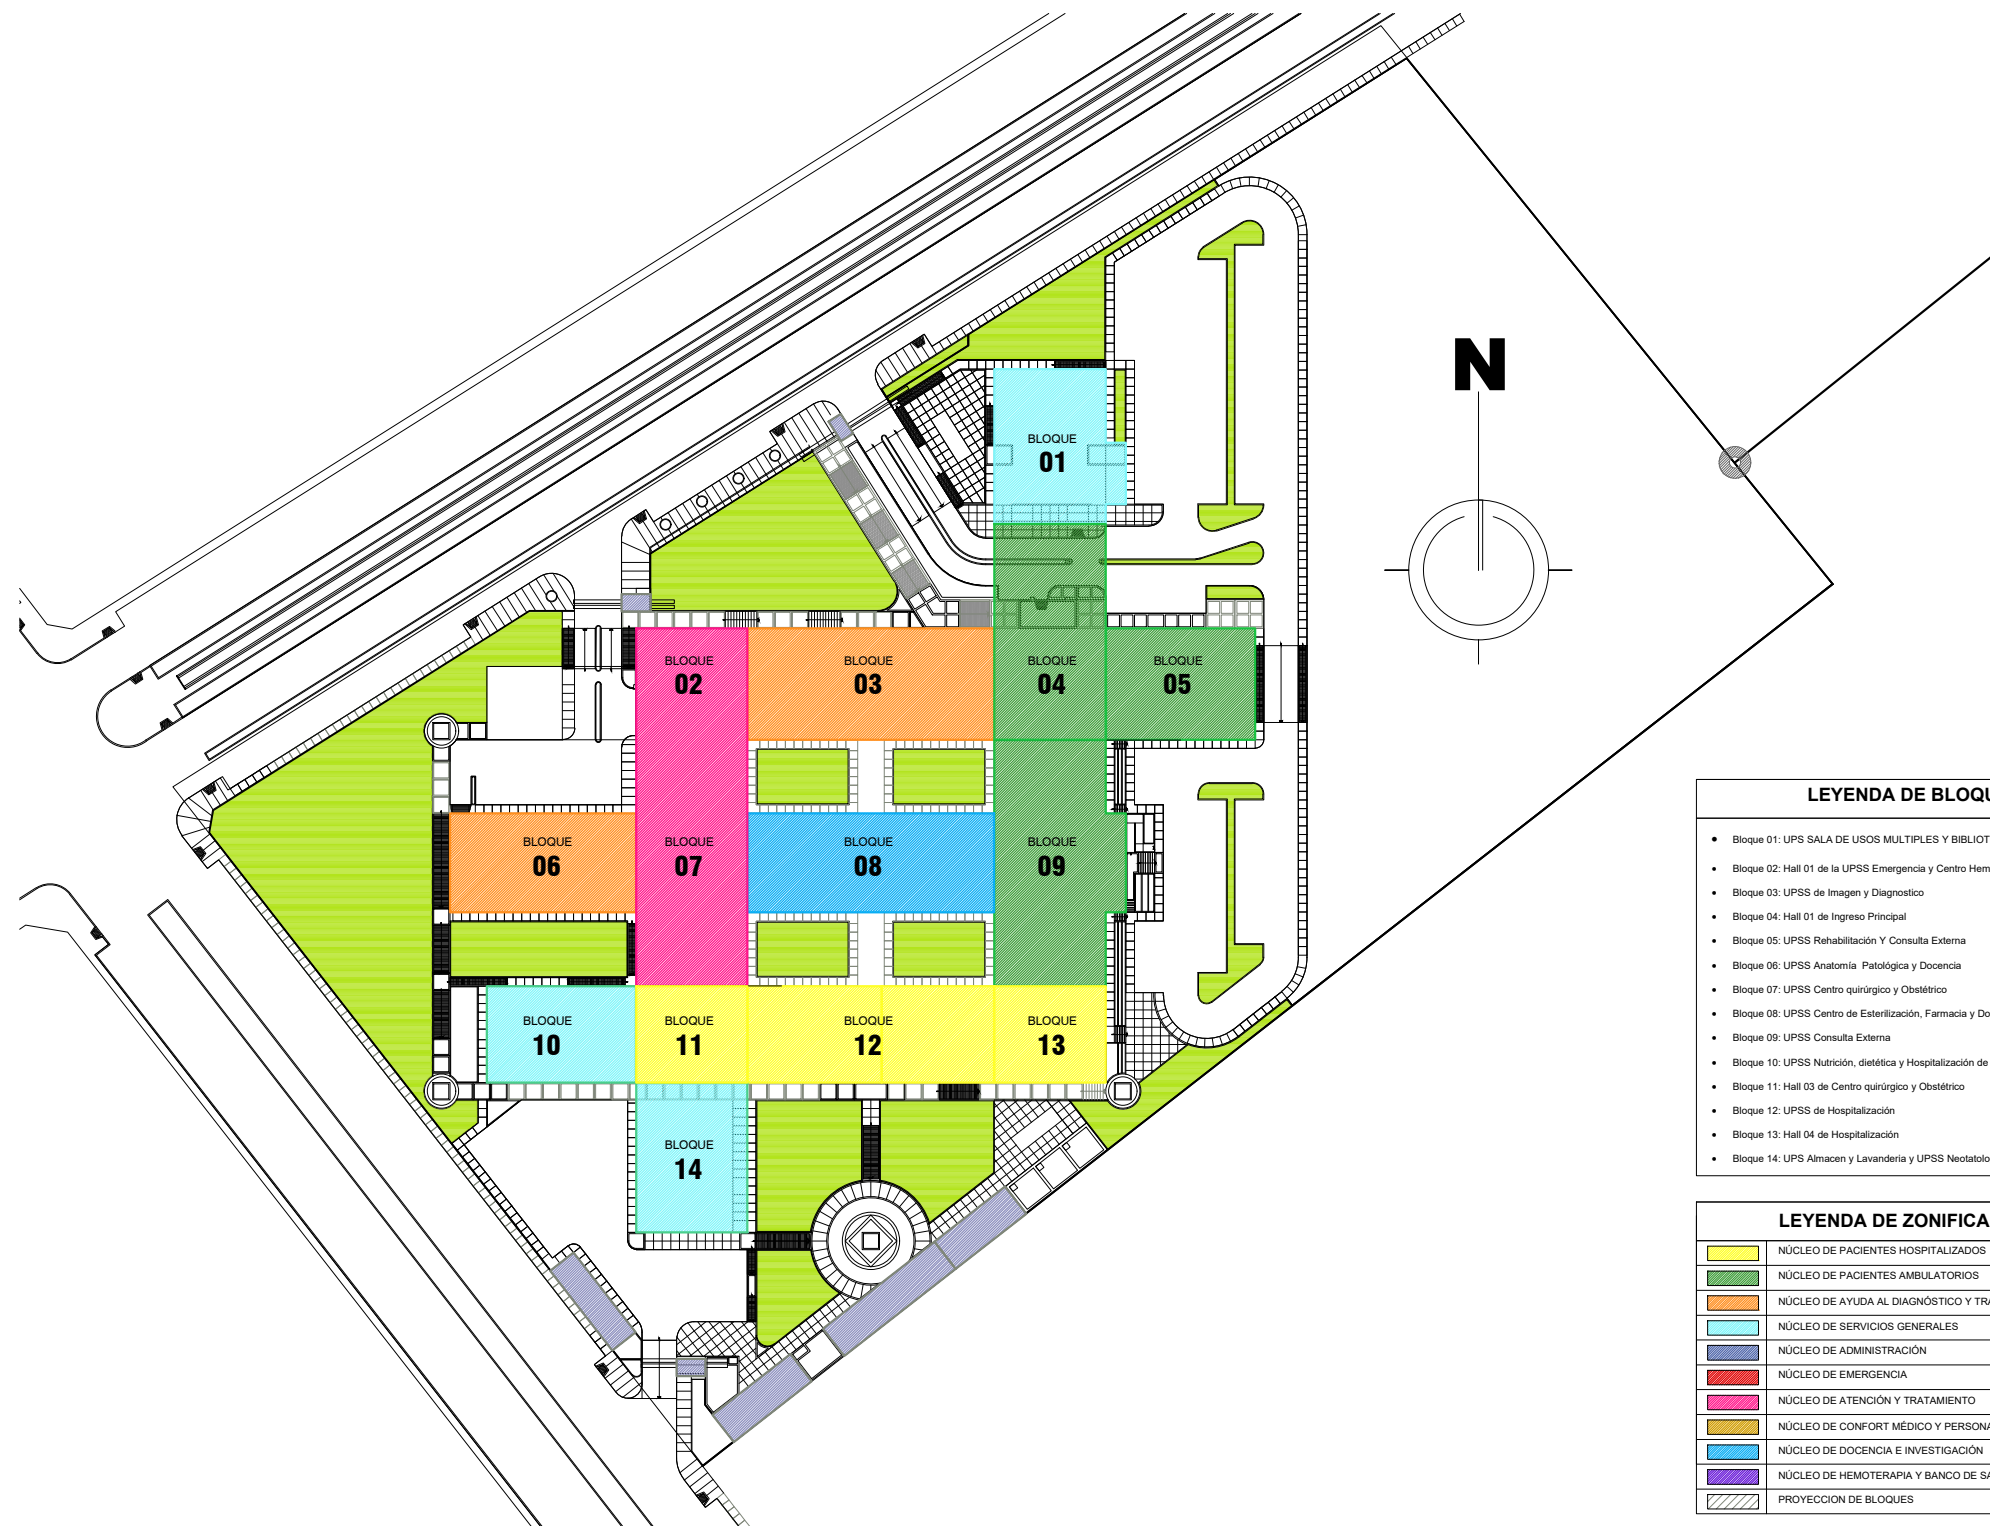 N
BLOQUE
01
BLOQUE
02
BLOQUE
03
BLOQUE
04
BLOQUE
05
BLOQUE
06
BLOQUE
07
BLOQUE
08
BLOQUE
09
BLOQUE
10
BLOQUE
11
BLOQUE
12
BLOQUE
13
BLOQUE
14
LEYENDA DE BLOQU
• Bloque 01: UPS SALA DE USOS MULTIPLES Y BIBLIOT
• Bloque 02: Hall 01 de la UPSS Emergencia y Centro Hem
• Bloque 03: UPSS de Imagen y Diagnostico
• Bloque 04: Hall 01 de Ingreso Principal
• Bloque 05: UPSS Rehabilitación Y Consulta Externa
• Bloque 06: UPSS Anatomía Patológica y Docencia
• Bloque 07: UPSS Centro quirúrgico y Obstétrico
• Bloque 08: UPSS Centro de Esterilización, Farmacia y Do
• Bloque 09: UPSS Consulta Externa
• Bloque 10: UPSS Nutrición, dietética y Hospitalización de
• Bloque 11: Hall 03 de Centro quirúrgico y Obstétrico
• Bloque 12: UPSS de Hospitalización
• Bloque 13: Hall 04 de Hospitalización
• Bloque 14: UPS Almacen y Lavanderia y UPSS Neotatolo
LEYENDA DE ZONIFICA
NÚCLEO DE PACIENTES HOSPITALIZADOS
NÚCLEO DE PACIENTES AMBULATORIOS
NÚCLEO DE AYUDA AL DIAGNÓSTICO Y TRA
NÚCLEO DE SERVICIOS GENERALES
NÚCLEO DE ADMINISTRACIÓN
NÚCLEO DE EMERGENCIA
NÚCLEO DE ATENCIÓN Y TRATAMIENTO
NÚCLEO DE CONFORT MÉDICO Y PERSONA
NÚCLEO DE DOCENCIA E INVESTIGACIÓN
NÚCLEO DE HEMOTERAPIA Y BANCO DE SA
PROYECCION DE BLOQUES